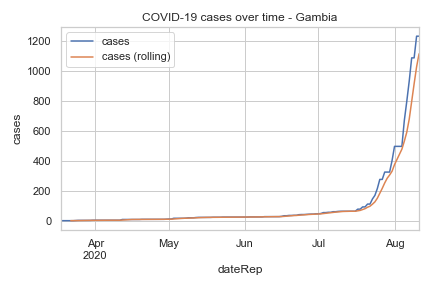 COVID-19 cases over time - Gambia
cases
cases (rolling)
1200
1000
800
600
400
200
0
cases
Apr
2020
May
Jun
Jul
Aug
dateRep